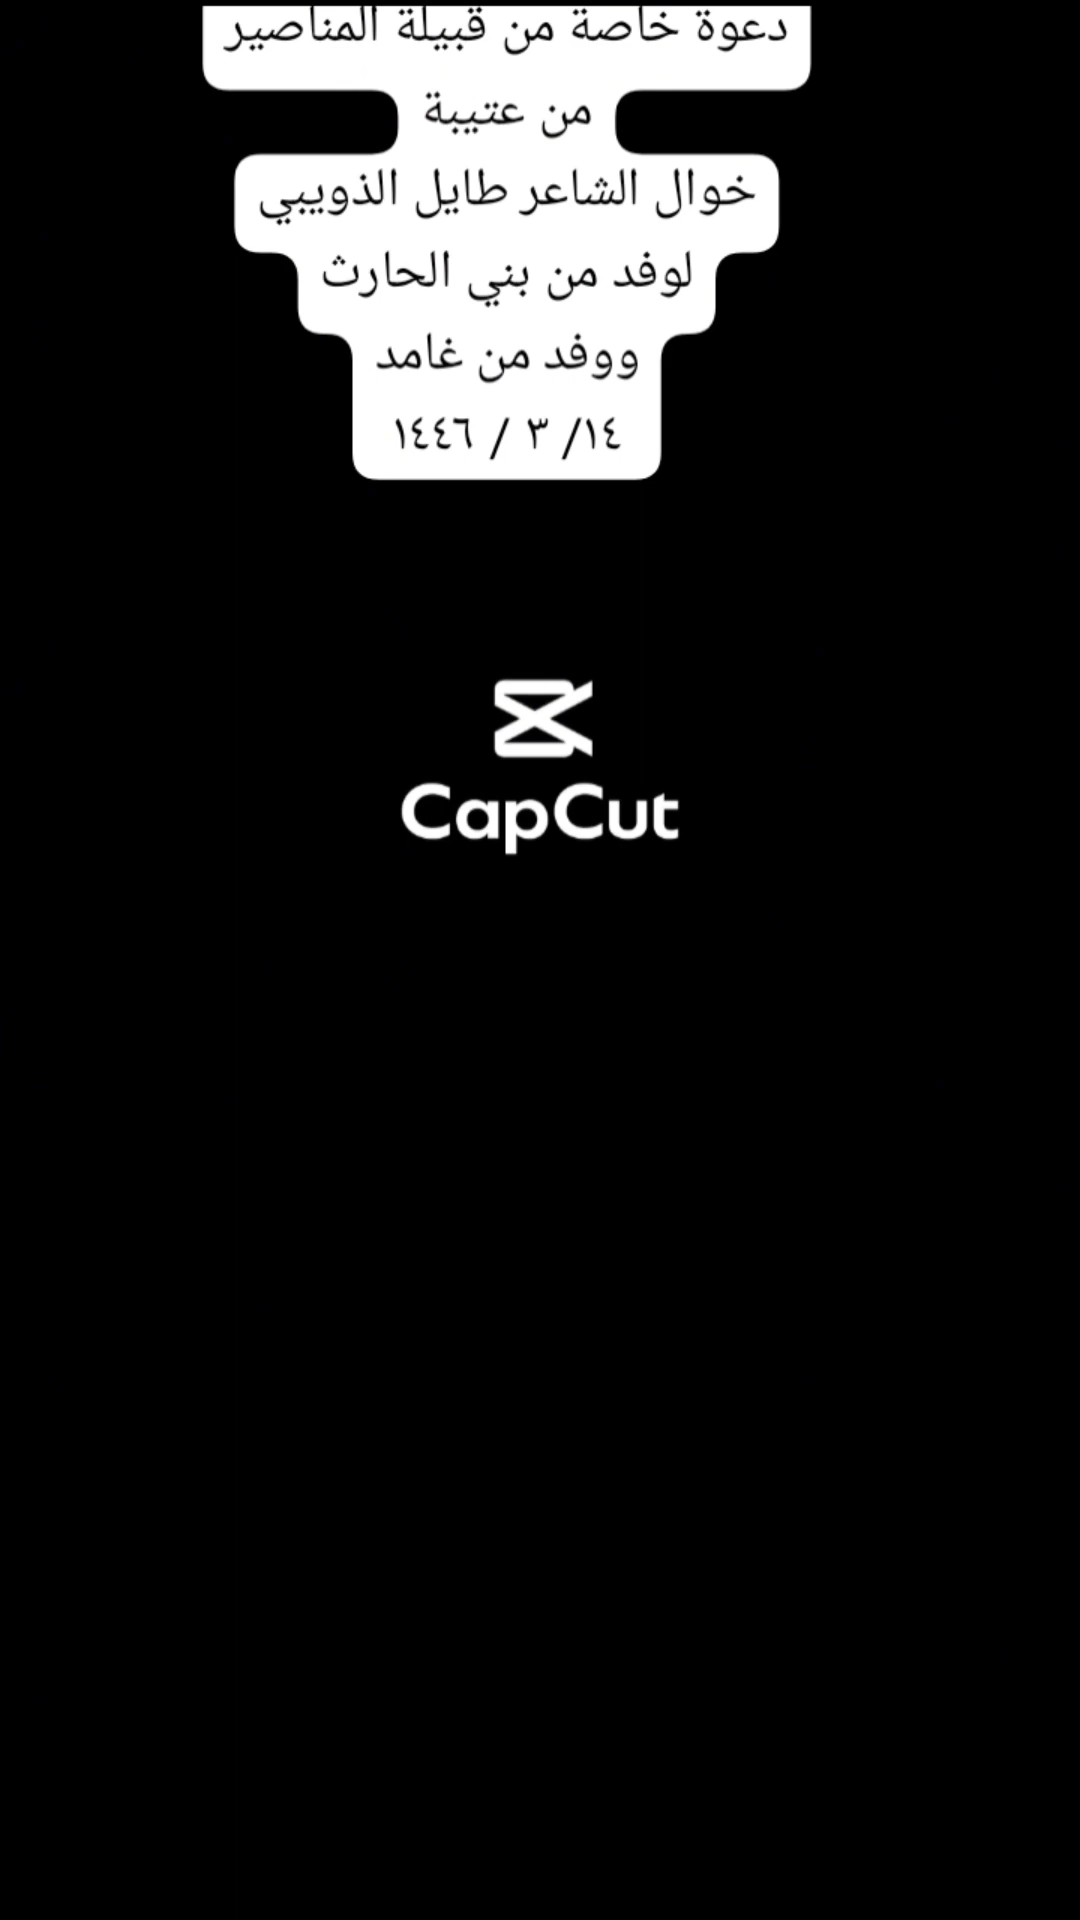 دعوة خاصة من قبيلة المناصير
من عتيبة
خوال الشاعر طايل الذويبي
لوفد من بني الحارث
ووفد من غامد
١٤/ ٣ / ١٤٤٦
CapCut